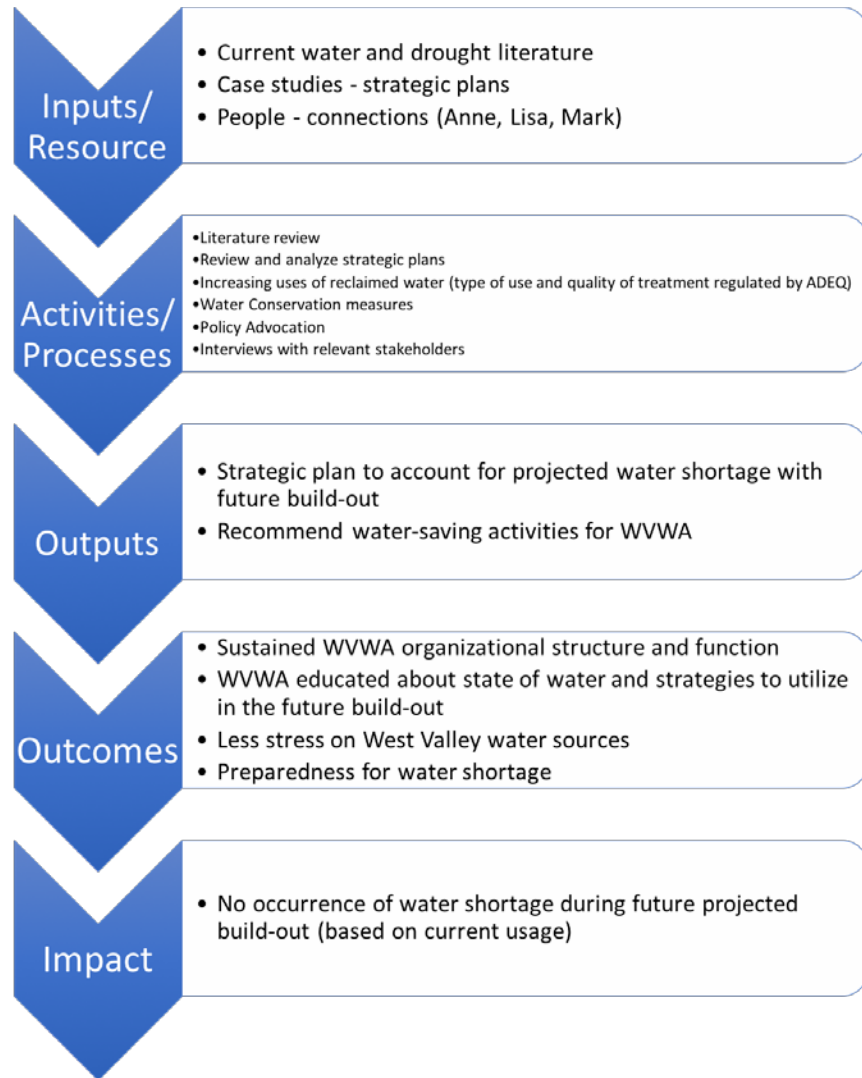 Inputs/
Resource
• Current water and drought literature
• Case studies - strategic plans
• People - connections (Anne, Lisa, Mark)
Activities/
Processes
•Literature review
•Review and analyze strategic plans
•Increasing uses of reclaimed water (type of use and quality of treatment regulated by ADEQ)
•Water Conservation measures
•Policy Advocation
•Interviews with relevant stakeholders
Outputs
• Strategic plan to account for projected water shortage with
future build-out
• Recommend water-saving activities for WVWA
Outcomes
• Sustained WVWA organizational structure and function
• WVWA educated about state of water and strategies to utilize
in the future build-out
• Less stress on West Valley water sources
• Preparedness for water shortage
Impact
• No occurrence of water shortage during future projected
build-out (based on current usage)